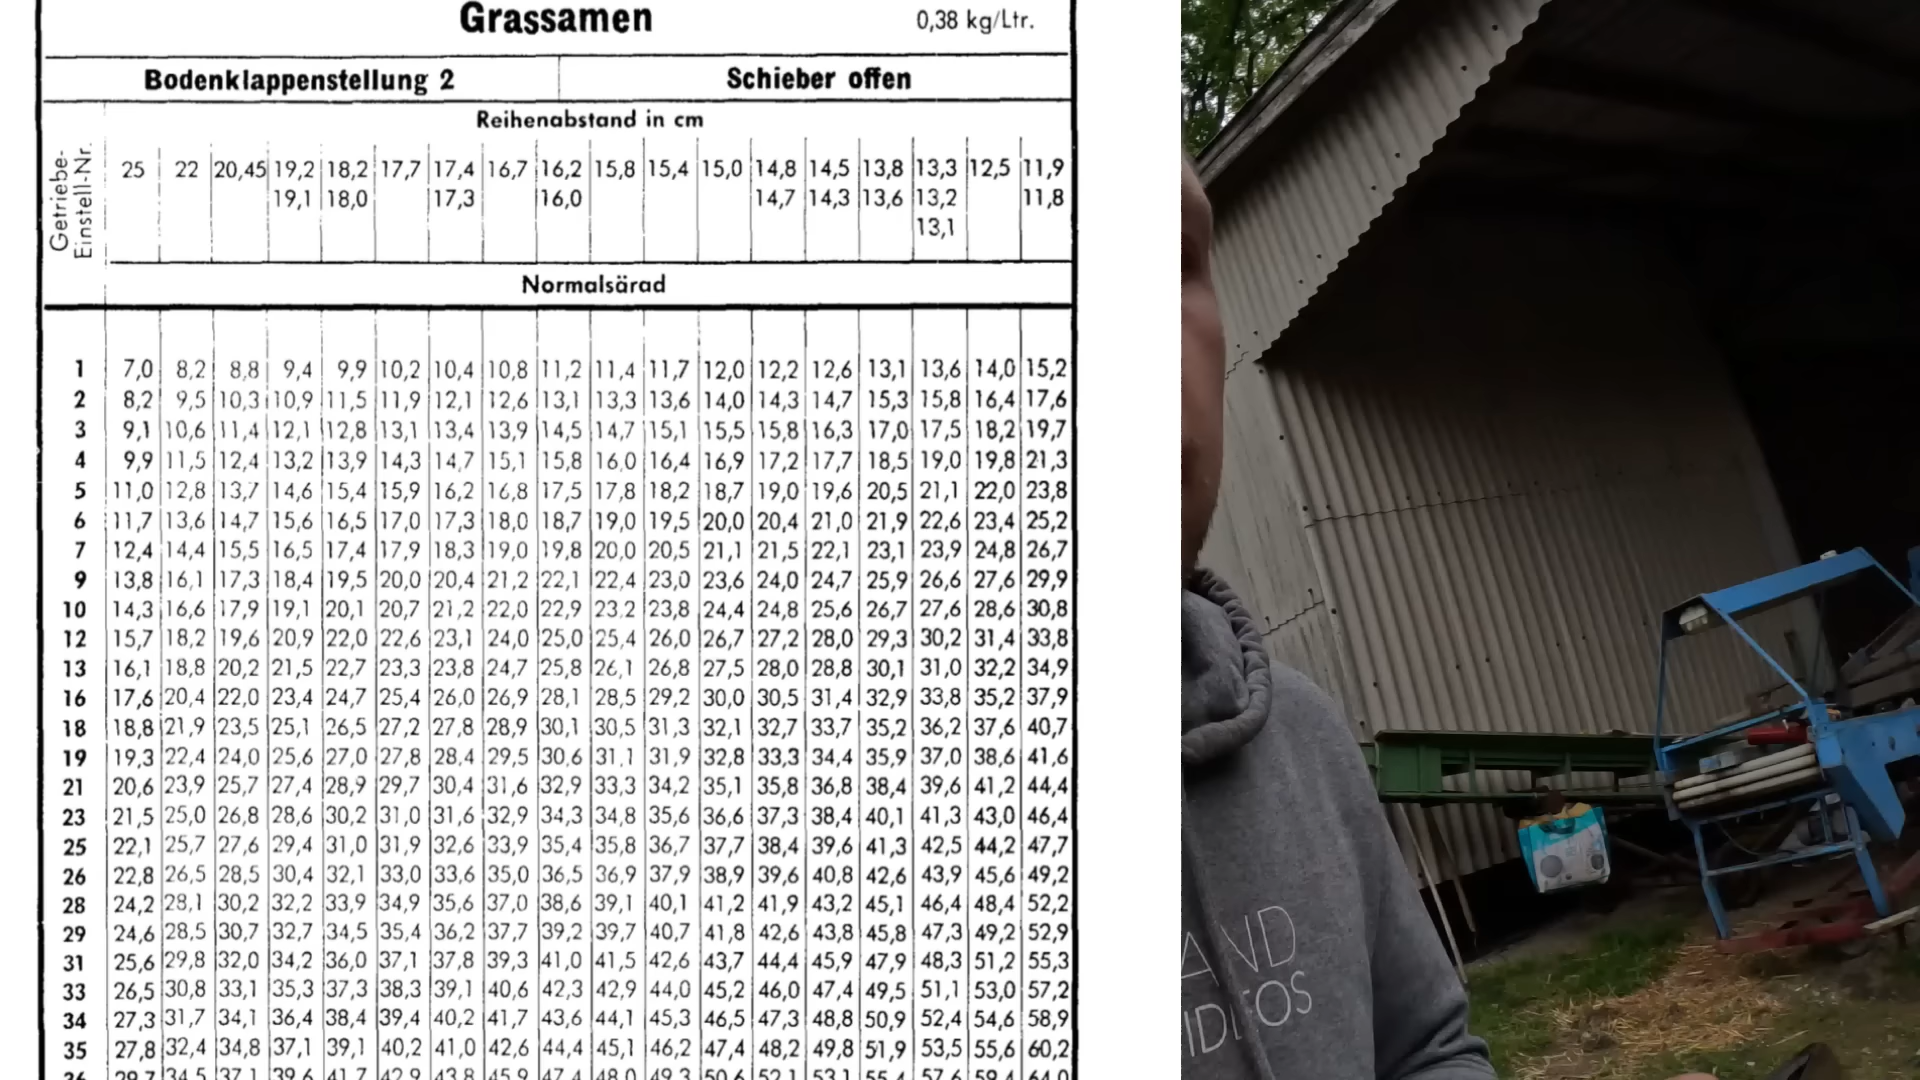 Grassamen 0,38 kg/Ltr.
Bodenklappenstellung 2 Schieber offen
Getriebe-Einstell-Nr. Reihenabstand in cm
25 22 20,45 19,2 18,2 17,7 17,4 16,7 16,2 15,8 15,4 15,0 14,8 14,5 13,8 13,3 12,5 11,9
19,1 18,0 17,3 16,0 14,7 14,3 13,6 13,2 11,8
13,1
Normalsärad
1 7,0 8,2 8,8 9,4 9,9 10,2 10,4 10,8 11,2 11,4 11,7 12,0 12,2 12,6 13,1 13,6 14,0 15,2
2 8,2 9,5 10,3 10,9 11,5 11,9 12,1 12,6 13,1 13,3 13,6 14,0 14,3 14,7 15,3 15,8 16,4 17,6
3 9,1 10,6 11,4 12,1 12,8 13,1 13,4 13,9 14,5 14,7 15,1 15,5 15,8 16,3 17,0 17,5 18,2 19,7
4 9,9 11,5 12,4 13,2 13,9 14,3 14,7 15,1 15,8 16,0 16,4 16,9 17,2 17,7 18,5 19,0 19,8 21,3
5 11,0 12,8 13,7 14,6 15,4 15,9 16,2 16,8 17,5 17,8 18,2 18,7 19,0 19,6 20,5 21,1 22,0 23,8
6 11,7 13,6 14,7 15,6 16,5 17,0 17,3 18,0 18,7 19,0 19,5 20,0 20,4 21,0 21,9 22,6 23,4 25,2
7 12,4 14,4 15,5 16,5 17,4 17,9 18,3 19,0 19,8 20,0 20,5 21,1 21,5 22,1 23,1 23,9 24,8 26,7
9 13,8 16,1 17,3 18,4 19,5 20,0 20,4 21,2 22,1 22,4 23,0 23,6 24,0 24,7 25,9 26,6 27,6 29,9
10 14,3 16,6 17,9 19,1 20,1 20,7 21,2 22,0 22,9 23,2 23,8 24,4 24,8 25,6 26,7 27,6 28,6 30,8
12 15,7 18,2 19,6 20,9 22,0 22,6 23,1 24,0 25,0 25,4 26,0 26,7 27,2 28,0 29,3 30,2 31,4 33,8
13 16,1 18,8 20,2 21,5 22,7 23,3 23,8 24,7 25,8 26,1 26,8 27,5 28,0 28,8 30,1 31,0 32,2 34,9
16 17,6 20,4 22,0 23,4 24,7 25,4 26,0 26,9 28,1 28,5 29,2 30,0 30,5 31,4 32,9 33,8 35,2 37,9
18 18,8 21,9 23,5 25,1 26,5 27,2 27,8 28,9 30,1 30,5 31,3 32,1 32,7 33,7 35,2 36,2 37,6 40,7
19 19,3 22,4 24,0 25,6 27,0 27,8 28,4 29,5 30,6 31,1 31,9 32,8 33,3 34,4 35,9 37,0 38,6 41,6
21 20,6 23,9 25,7 27,4 28,9 29,7 30,4 31,6 32,9 33,3 34,2 35,1 35,8 36,8 38,4 39,6 41,2 44,4
23 21,5 25,0 26,8 28,6 30,2 31,0 31,6 32,9 34,3 34,8 35,6 36,6 37,3 38,4 40,1 41,3 43,0 46,4
25 22,1 25,7 27,6 29,4 31,0 31,9 32,6 33,9 35,4 35,8 36,7 37,7 38,4 39,6 41,3 42,5 44,2 47,7
26 22,8 26,5 28,5 30,4 32,1 33,0 33,6 35,0 36,5 36,9 37,9 38,9 39,6 40,8 42,6 43,9 45,6 49,2
28 24,2 28,1 30,2 32,2 33,9 34,9 35,6 37,0 38,6 39,1 40,1 41,2 41,9 43,2 45,1 46,4 48,4 52,2
29 24,6 28,5 30,7 32,7 34,5 35,4 36,2 37,7 39,2 39,7 40,7 41,8 42,6 43,8 45,8 47,3 49,2 52,9
31 25,6 29,8 32,0 34,2 36,0 37,1 37,8 39,3 41,0 41,5 42,6 43,7 44,4 45,9 47,9 48,3 51,2 55,3
33 26,5 30,8 33,1 35,3 37,3 38,3 39,1 40,6 42,3 42,9 44,0 45,2 46,0 47,4 49,5 51,1 53,0 57,2
34 27,3 31,7 34,1 36,4 38,4 39,4 40,2 41,7 43,6 44,1 45,3 46,5 47,3 48,8 50,9 52,4 54,6 58,9
35 27,8 32,4 34,8 37,1 39,1 40,2 41,0 42,6 44,4 45,1 46,2 47,4 48,2 49,8 51,9 53,5 55,6 60,2
AND